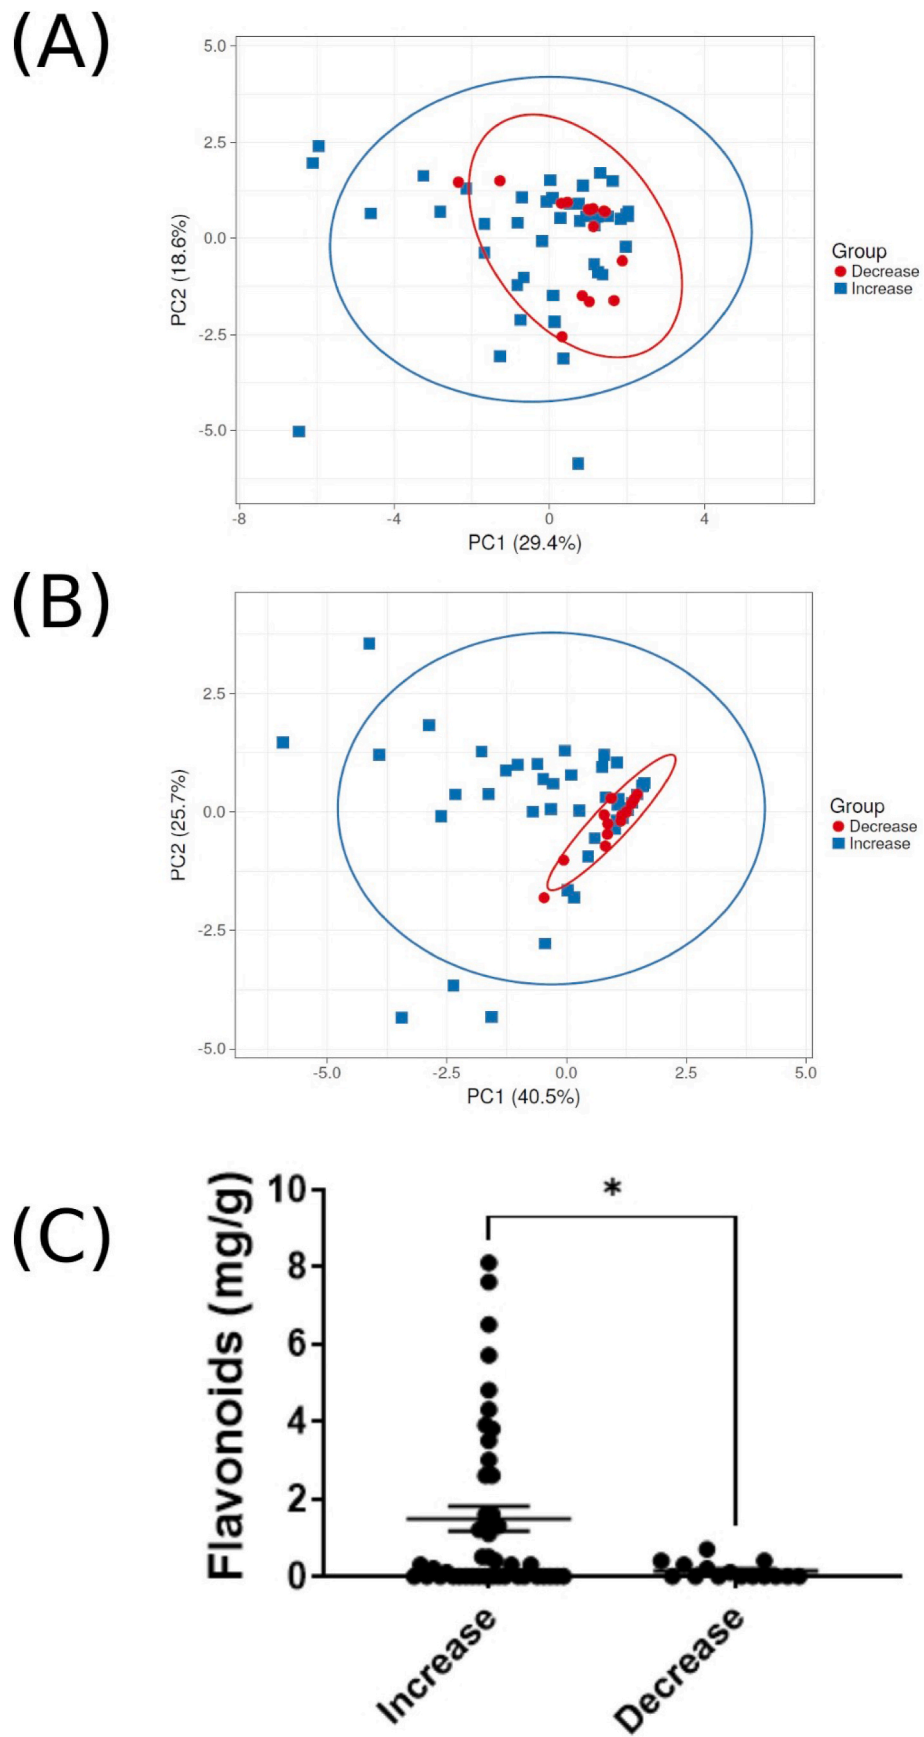 (A)
5.0
2.5
0.0
-2.5
-5.0
PC2 (18.6%)
-8
-4
0
4
PC1 (29.4%)
Group
Decrease
Increase
(B)
2.5
0.0
-2.5
-5.0
PC2 (25.7%)
-5.0
-2.5
0.0
2.5
5.0
PC1 (40.5%)
Group
Decrease
Increase
(C)
Flavonoids (mg/g)
10
8
6
4
2
0
*
Increase
Decrease